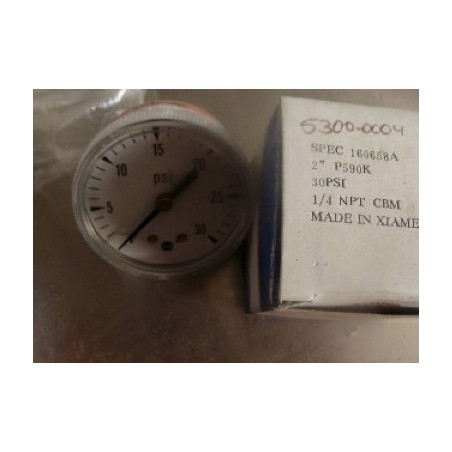 5300-0004
SPEC 160658A
2" P590K
30PSI
1/4 NPT CBM
MADE IN XIAME
15
10
20
psi
5
30